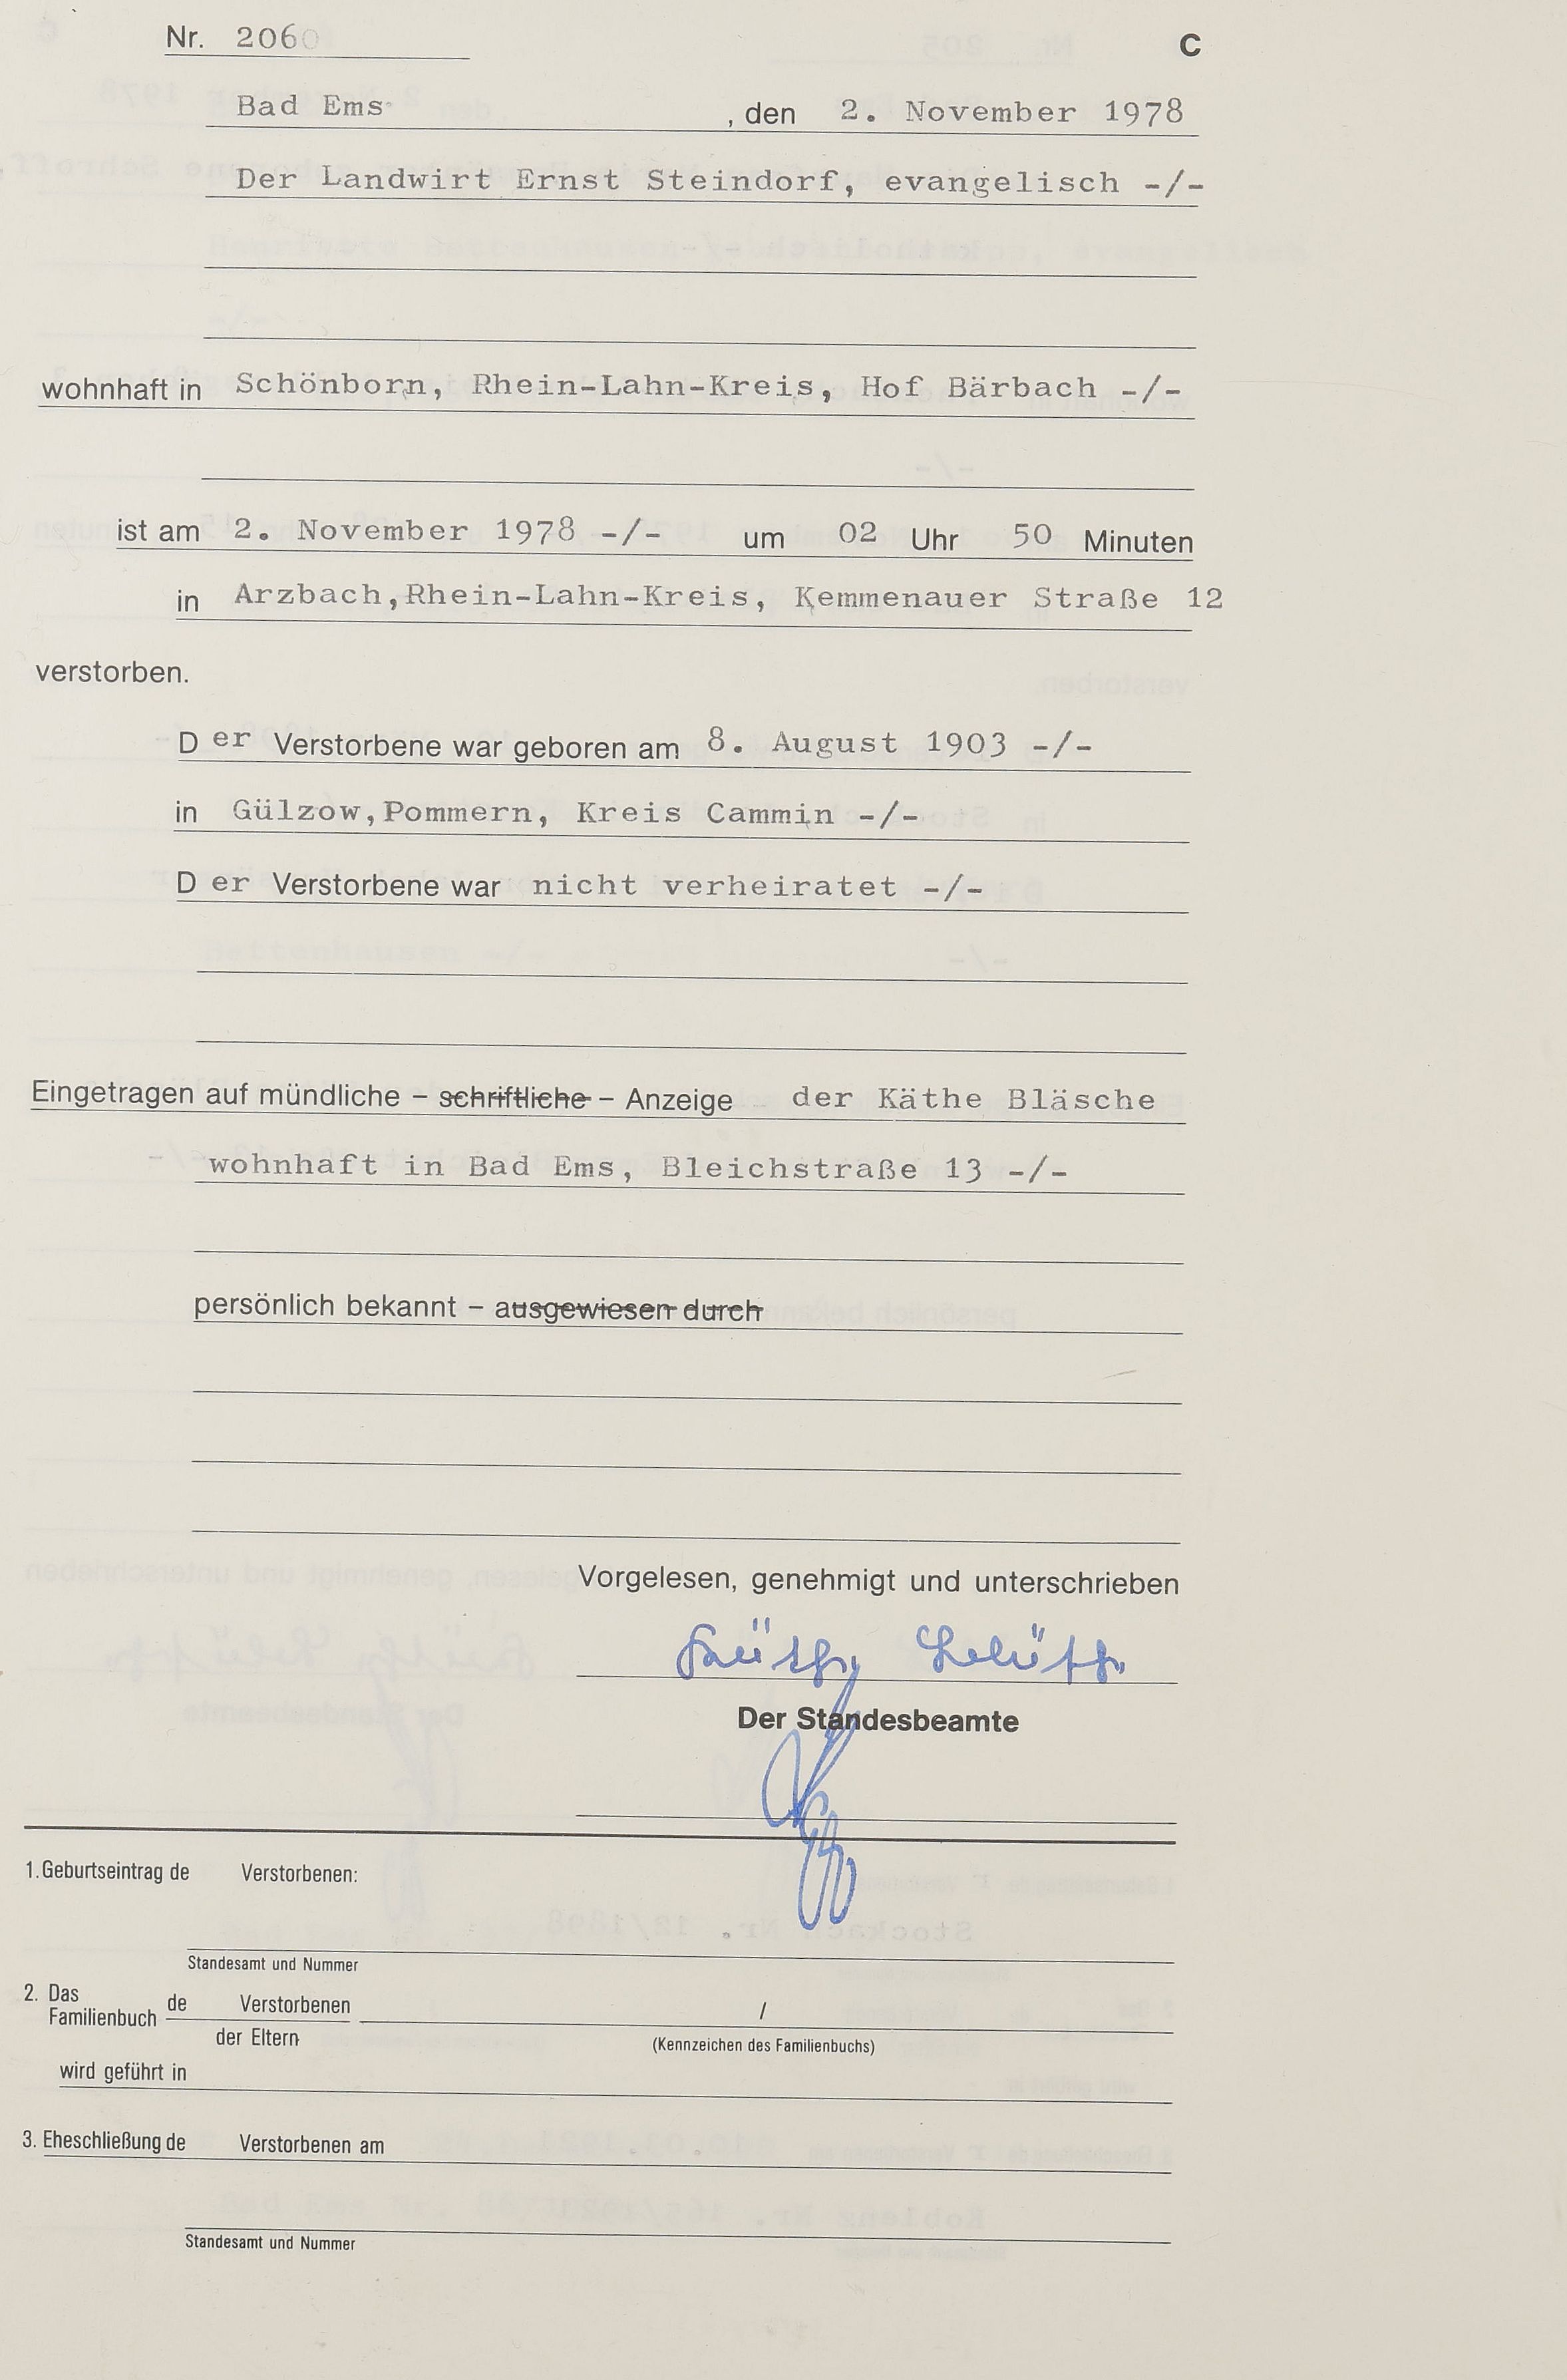 Nr. 206
C
Bad Ems , den 2. November 1978
Der Landwirt Ernst Steindorf, evangelisch -/-
wohnhaft in Schönborn, Rhein-Lahn-Kreis, Hof Bärbach -/-
ist am 2. November 1978 -/- um 02 Uhr 50 Minuten
in Arzbach,Rhein-Lahn-Kreis, Kemmenauer Straße 12
verstorben.
D er Verstorbene war geboren am 8. August 1903 -/-
in Gülzow,Pommern, Kreis Cammin -/-
D er Verstorbene war nicht verheiratet -/-
Eingetragen auf mündliche – schriftliche – Anzeige der Käthe Bläsche
wohnhaft in Bad Ems, Bleichstraße 13 -/-
persönlich bekannt – ausgewiesen durch
Vorgelesen, genehmigt und unterschrieben
Der Standesbeamte
1. Geburtseintrag de Verstorbenen:
Standesamt und Nummer
2. Das Familienbuch de Verstorbenen /
der Eltern (Kennzeichen des Familienbuchs)
wird geführt in
3. Eheschließung de Verstorbenen am
Standesamt und Nummer